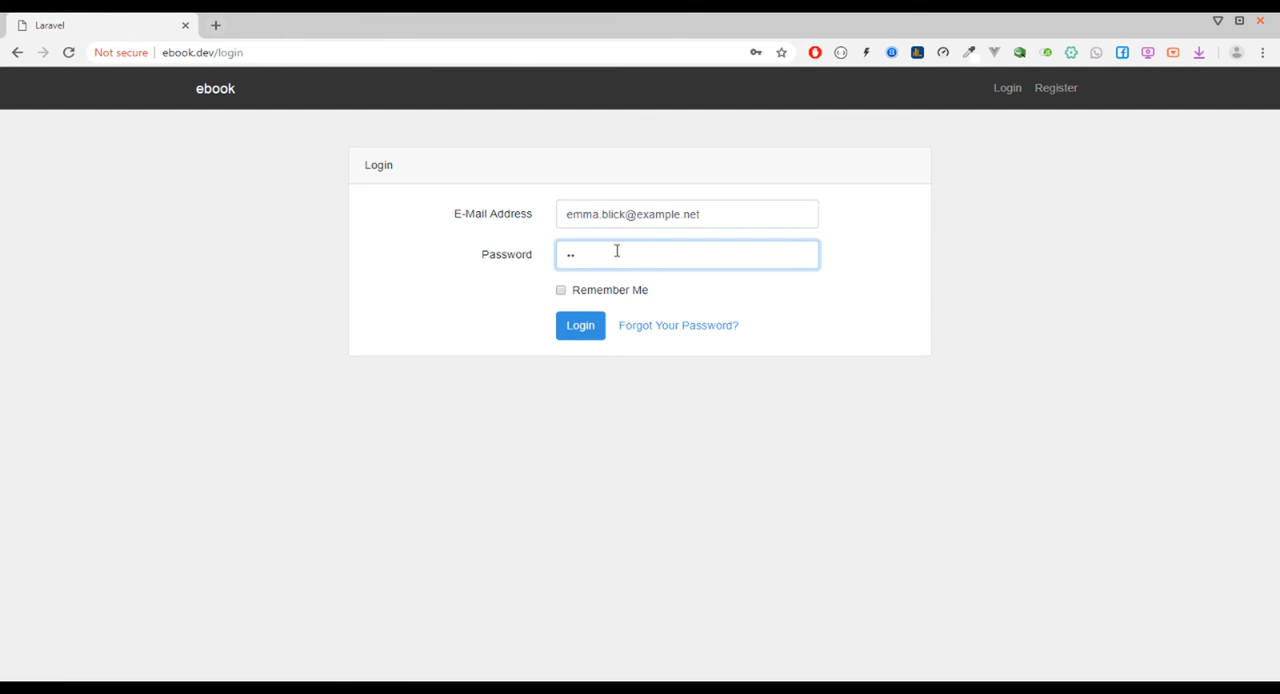 Laravel
Not secure ebook.dev/login
ebook Login Register
Login
E-Mail Address emma.blick@example.net
Password ••
Remember Me
Login Forgot Your Password?